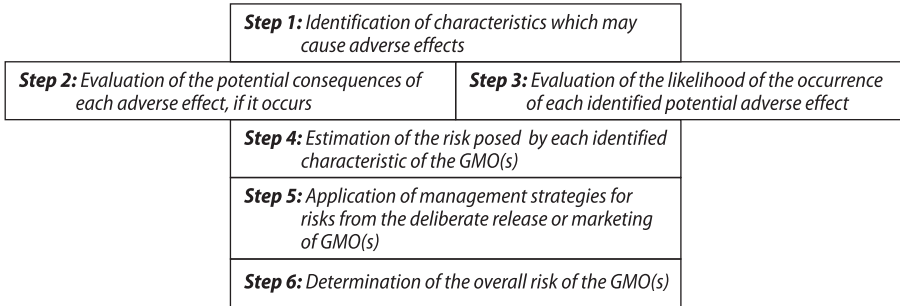 Step 1: Identification of characteristics which may
cause adverse effects
Step 2: Evaluation of the potential consequences of
each adverse effect, if it occurs
Step 3: Evaluation of the likelihood of the occurrence
of each identified potential adverse effect
Step 4: Estimation of the risk posed by each identified
characteristic of the GMO(s)
Step 5: Application of management strategies for
risks from the deliberate release or marketing
of GMO(s)
Step 6: Determination of the overall risk of the GMO(s)